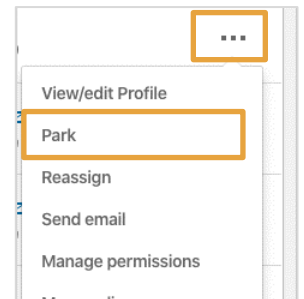 ...
View/edit Profile
Park
Reassign
Send email
Manage permissions